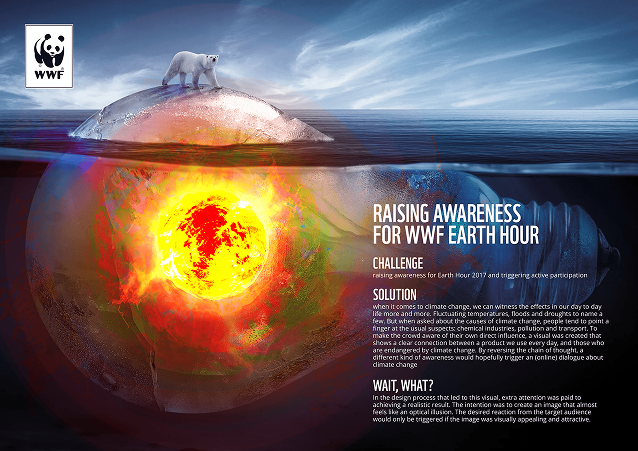 WWF
RAISING AWARENESS
FOR WWF EARTH HOUR
CHALLENGE
raising awareness for Earth Hour 2017 and triggering active participation
SOLUTION
when it comes to climate change, we can witness the effects in our day to day
life more and more. Fluctuating temperatures, floods and droughts to name a
few. But when asked about the causes of climate change, people tend to point a
finger at the usual suspects: chemical industries, pollution and transport. To
make the crowd aware of their own direct influence, a visual was created that
shows a clear connection between a product we use every day, and those who
are endangered by climate change. By reversing the chain of thought, a
different kind of awareness would hopefully trigger an (online) dialogue about
climate change
WAIT, WHAT?
In the design process that led to this visual, extra attention was paid to
achieving a realistic result. The intention was to create an image that almost
feels like an optical illusion. The desired reaction from the target audience
would only be triggered if the image was visually appealing and attractive.